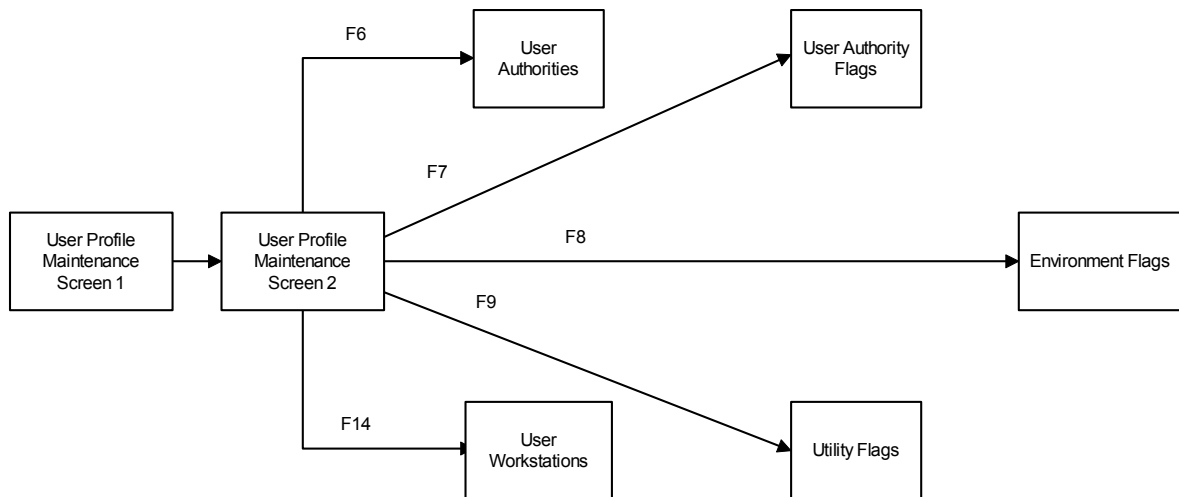 F6
User
Authorities
User Authority
Flags
F7
User Profile
Maintenance
Screen 1
User Profile
Maintenance
Screen 2
F8
Environment Flags
F9
F14
User
Workstations
Utility Flags